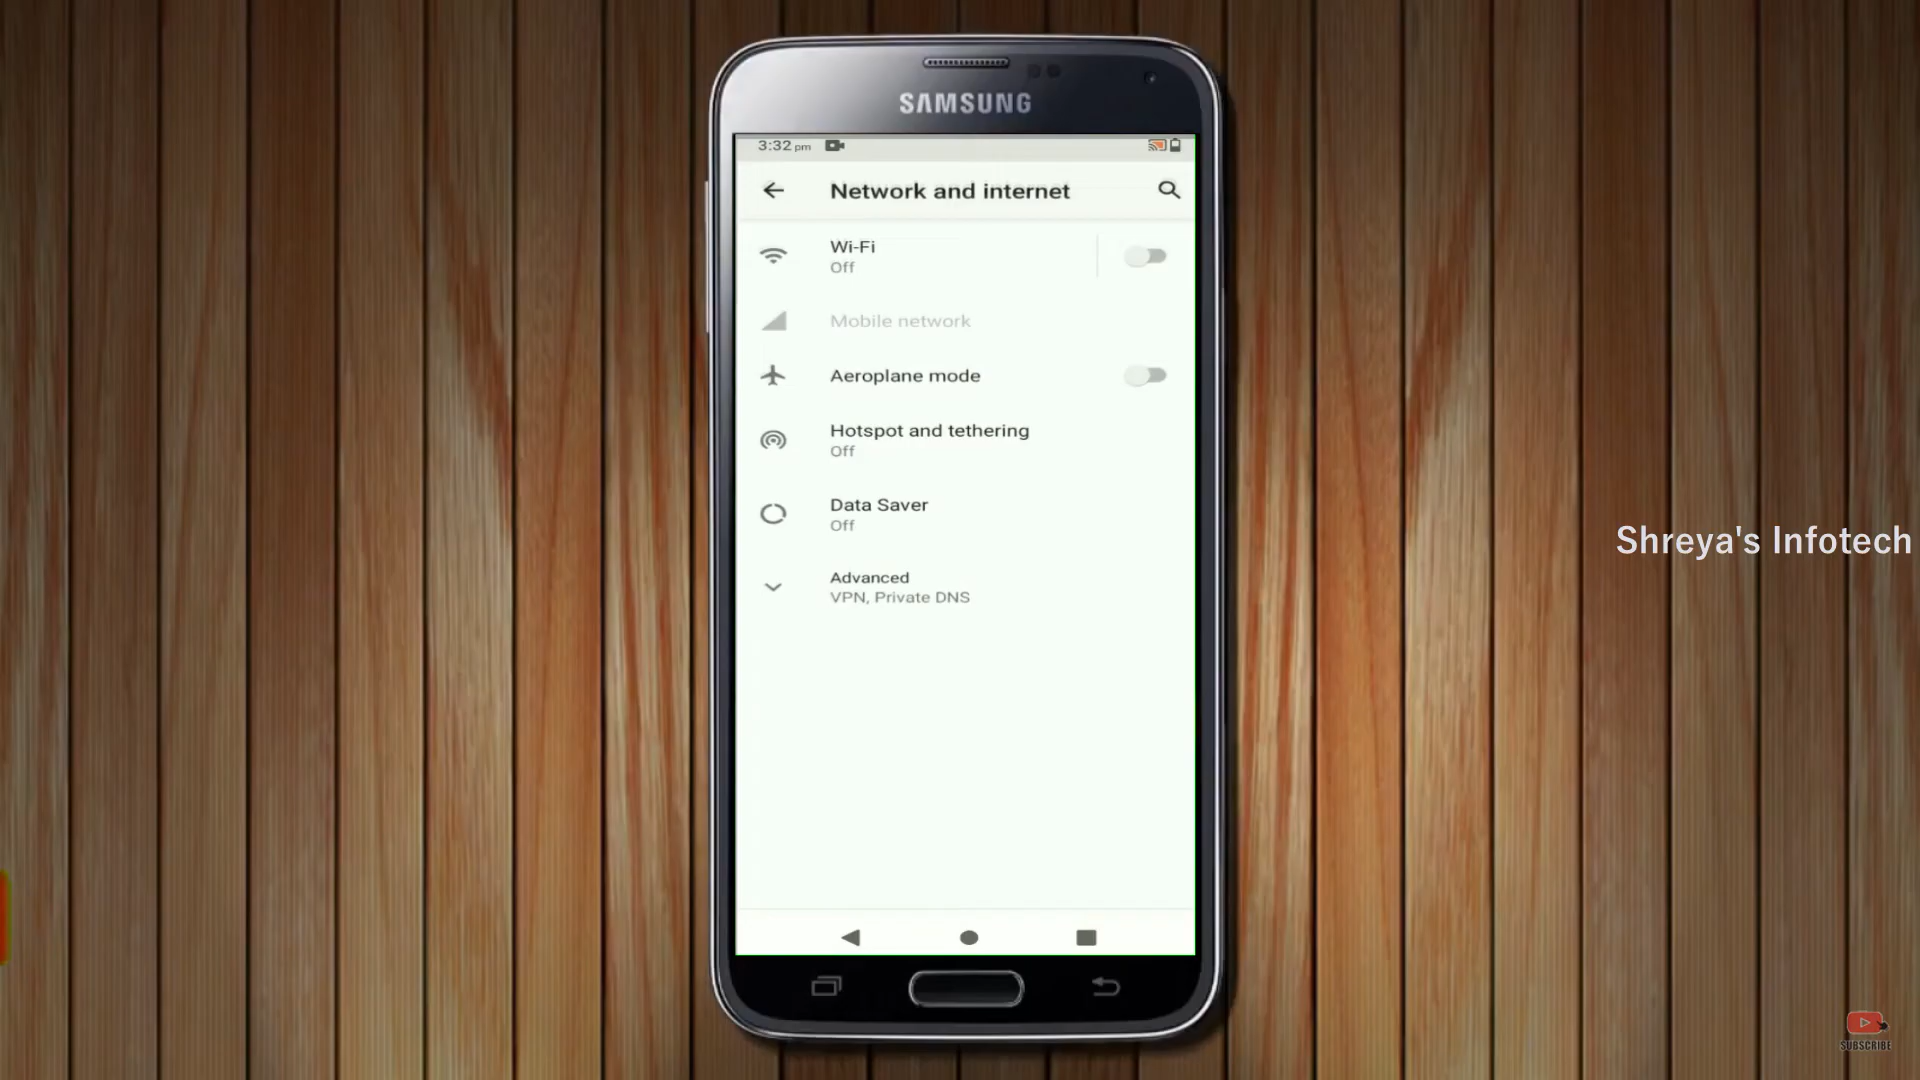 SAMSUNG
3:32 pm
Network and internet
Wi-Fi
Off
Mobile network
Aeroplane mode
Hotspot and tethering
Off
Data Saver
Off
Advanced
VPN, Private DNS
Shreya's Infotech
SUBSCRIBE